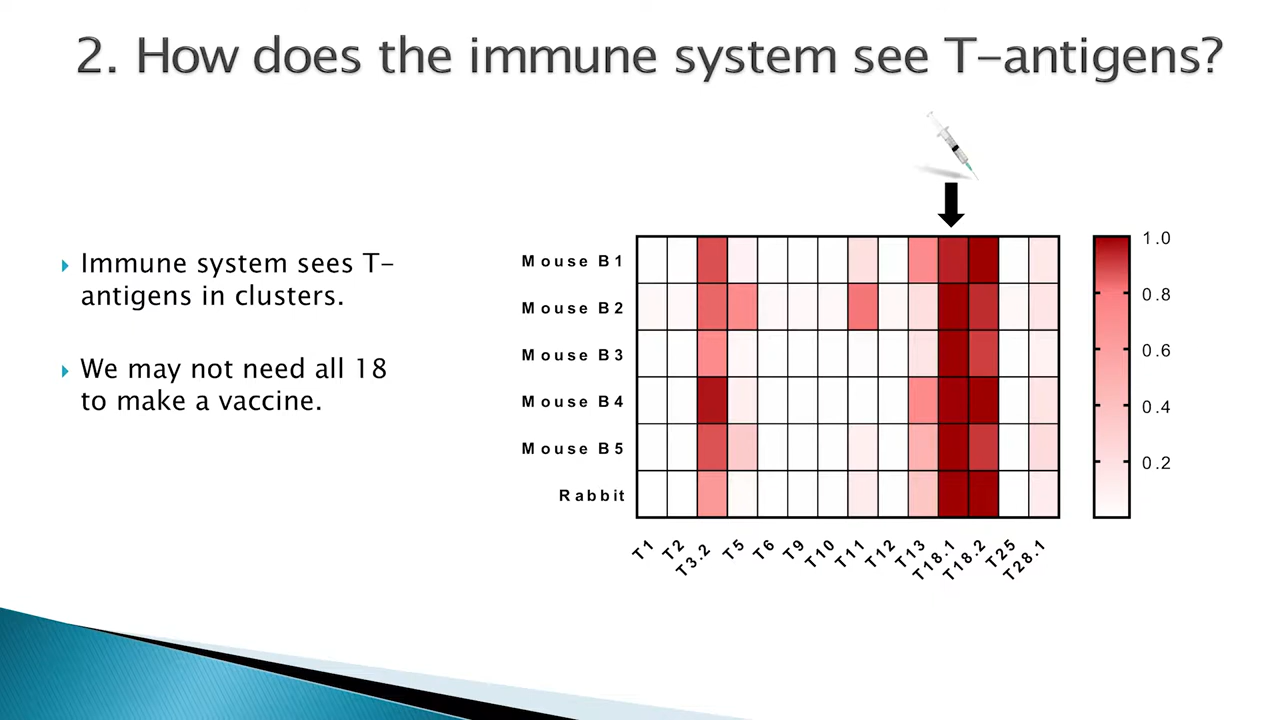 2. How does the immune system see T-antigens?
Immune system sees T-
antigens in clusters.
We may not need all 18
to make a vaccine.
Mouse B1
Mouse B2
Mouse B3
Mouse B4
Mouse B5
Rabbit
T1
T2
T3.2
T5
T6
T9
T10
T11
T12
T13
T18.1
T18.2
T25
T28.1
1.0
0.8
0.6
0.4
0.2